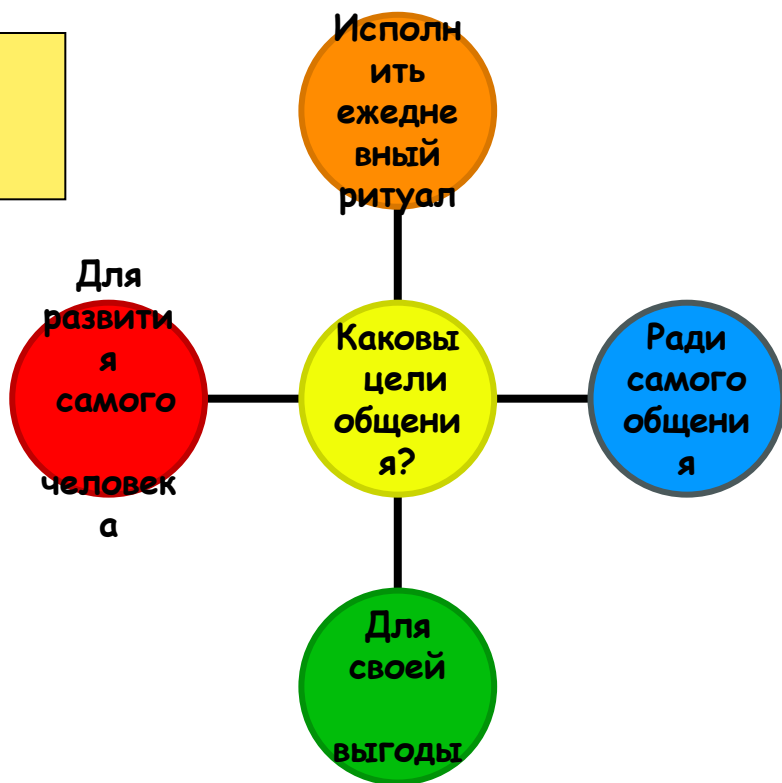 Исполн
ить
ежедне
вный
ритуал
Для
развити
я
самого
человек
а
Каковы
цели
общени
я?
Ради
самого
общени
я
Для
своей
выгоды